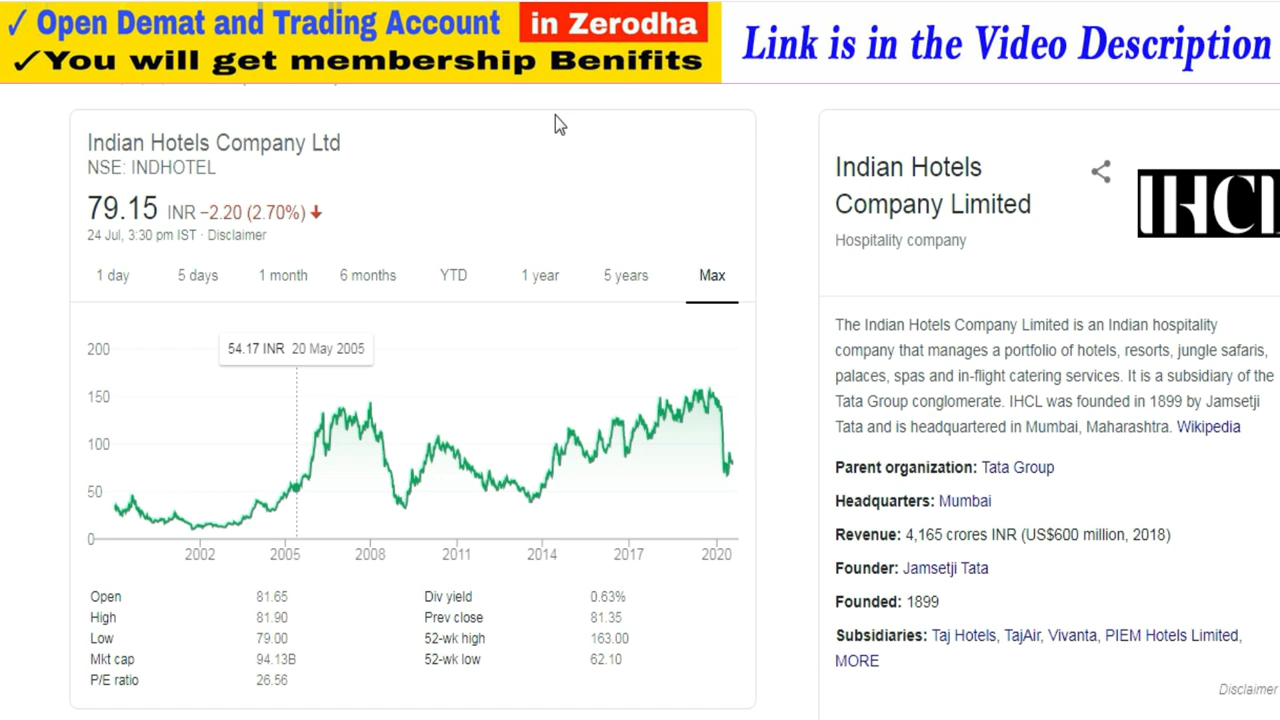 ✓ Open Demat and Trading Account in Zerodha
✓You will get membership Benifits
Link is in the Video Description
Indian Hotels Company Ltd
NSE: INDHOTEL
79.15 INR −2.20 (2.70%)
24 Jul, 3:30 pm IST · Disclaimer
1 day 5 days 1 month 6 months YTD 1 year 5 years Max
54.17 INR 20 May 2005
200
150
100
50
0
2002 2005 2008 2011 2014 2017 2020
Open 81.65 Div yield 0.63%
High 81.90 Prev close 81.35
Low 79.00 52-wk high 163.00
Mkt cap 94.13B 52-wk low 62.10
P/E ratio 26.56
Indian Hotels
Company Limited
Hospitality company
IHCL
The Indian Hotels Company Limited is an Indian hospitality
company that manages a portfolio of hotels, resorts, jungle safaris,
palaces, spas and in-flight catering services. It is a subsidiary of the
Tata Group conglomerate. IHCL was founded in 1899 by Jamsetji
Tata and is headquartered in Mumbai, Maharashtra. Wikipedia
Parent organization: Tata Group
Headquarters: Mumbai
Revenue: 4,165 crores INR (US$600 million, 2018)
Founder: Jamsetji Tata
Founded: 1899
Subsidiaries: Taj Hotels, TajAir, Vivanta, PIEM Hotels Limited,
MORE
Disclaimer